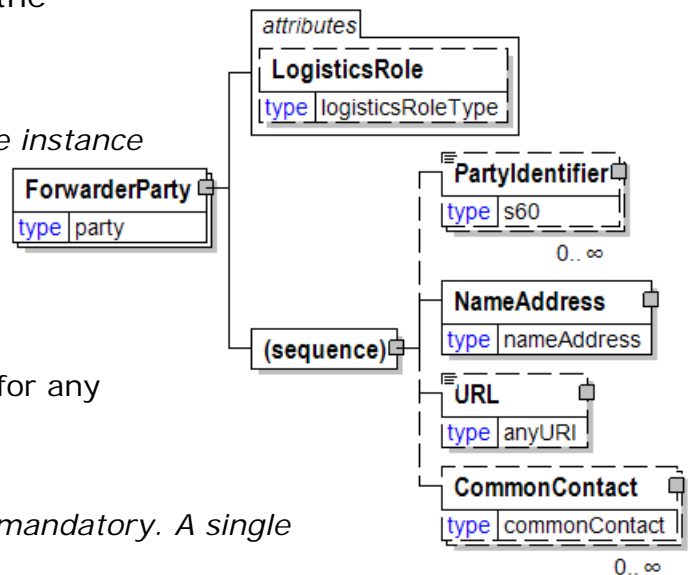 the
attributes
LogisticsRole
type logisticsRoleType
e instance
ForwarderParty
type party
PartyIdentifier
type s60
0.. ∞
NameAddress
type nameAddress
(sequence)
for any
URL
type anyURI
CommonContact
type commonContact
mandatory. A single
0.. ∞